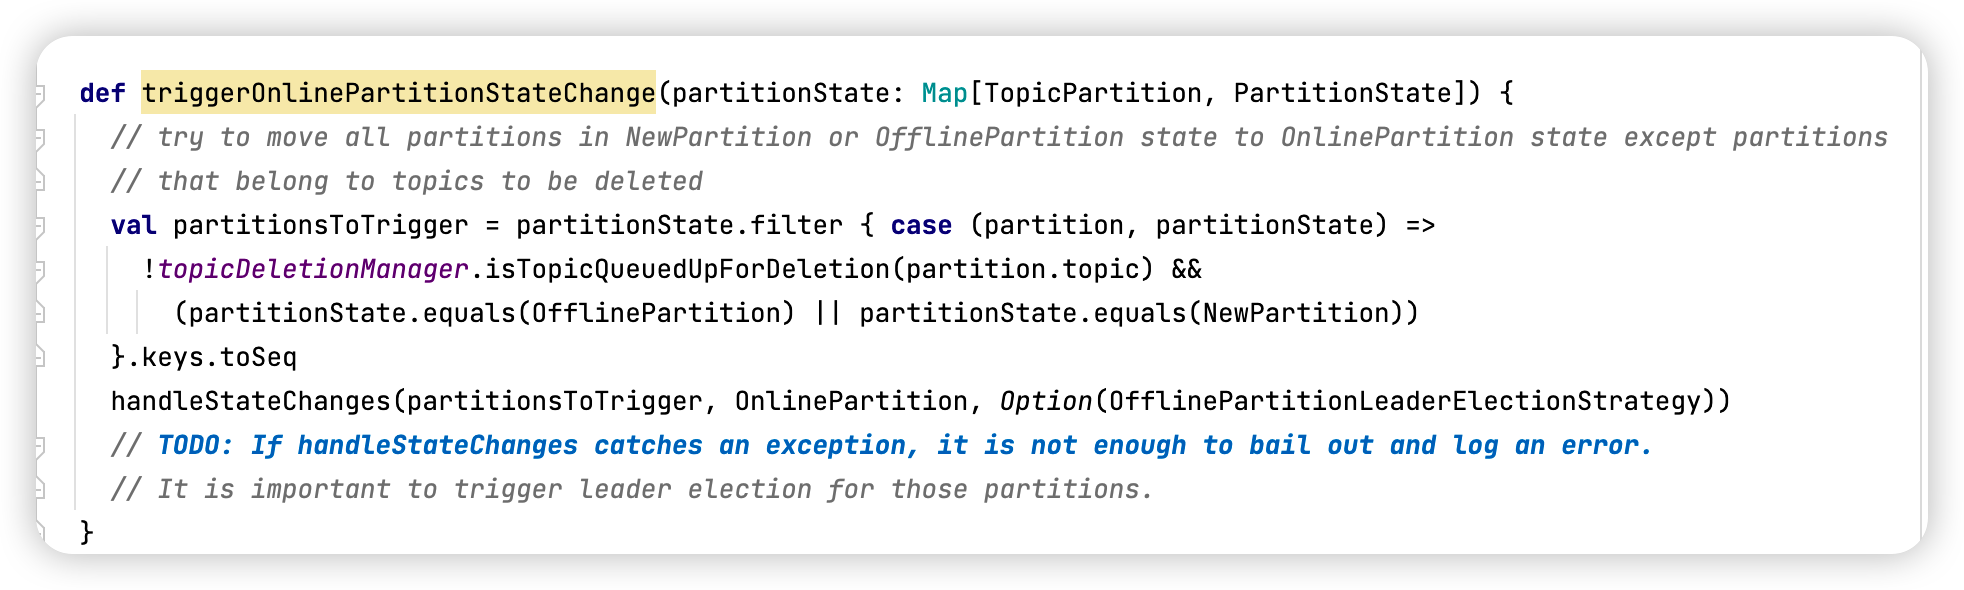 def triggerOnlinePartitionStateChange(partitionState: Map[TopicPartition, PartitionState]) {
// try to move all partitions in NewPartition or OfflinePartition state to OnlinePartition state except partitions
// that belong to topics to be deleted
val partitionsToTrigger = partitionState.filter { case (partition, partitionState) =>
!topicDeletionManager.isTopicQueuedUpForDeletion(partition.topic) &&
(partitionState.equals(OfflinePartition) || partitionState.equals(NewPartition))
}.keys.toSeq
handleStateChanges(partitionsToTrigger, OnlinePartition, Option(OfflinePartitionLeaderElectionStrategy))
// TODO: If handleStateChanges catches an exception, it is not enough to bail out and log an error.
// It is important to trigger leader election for those partitions.
}